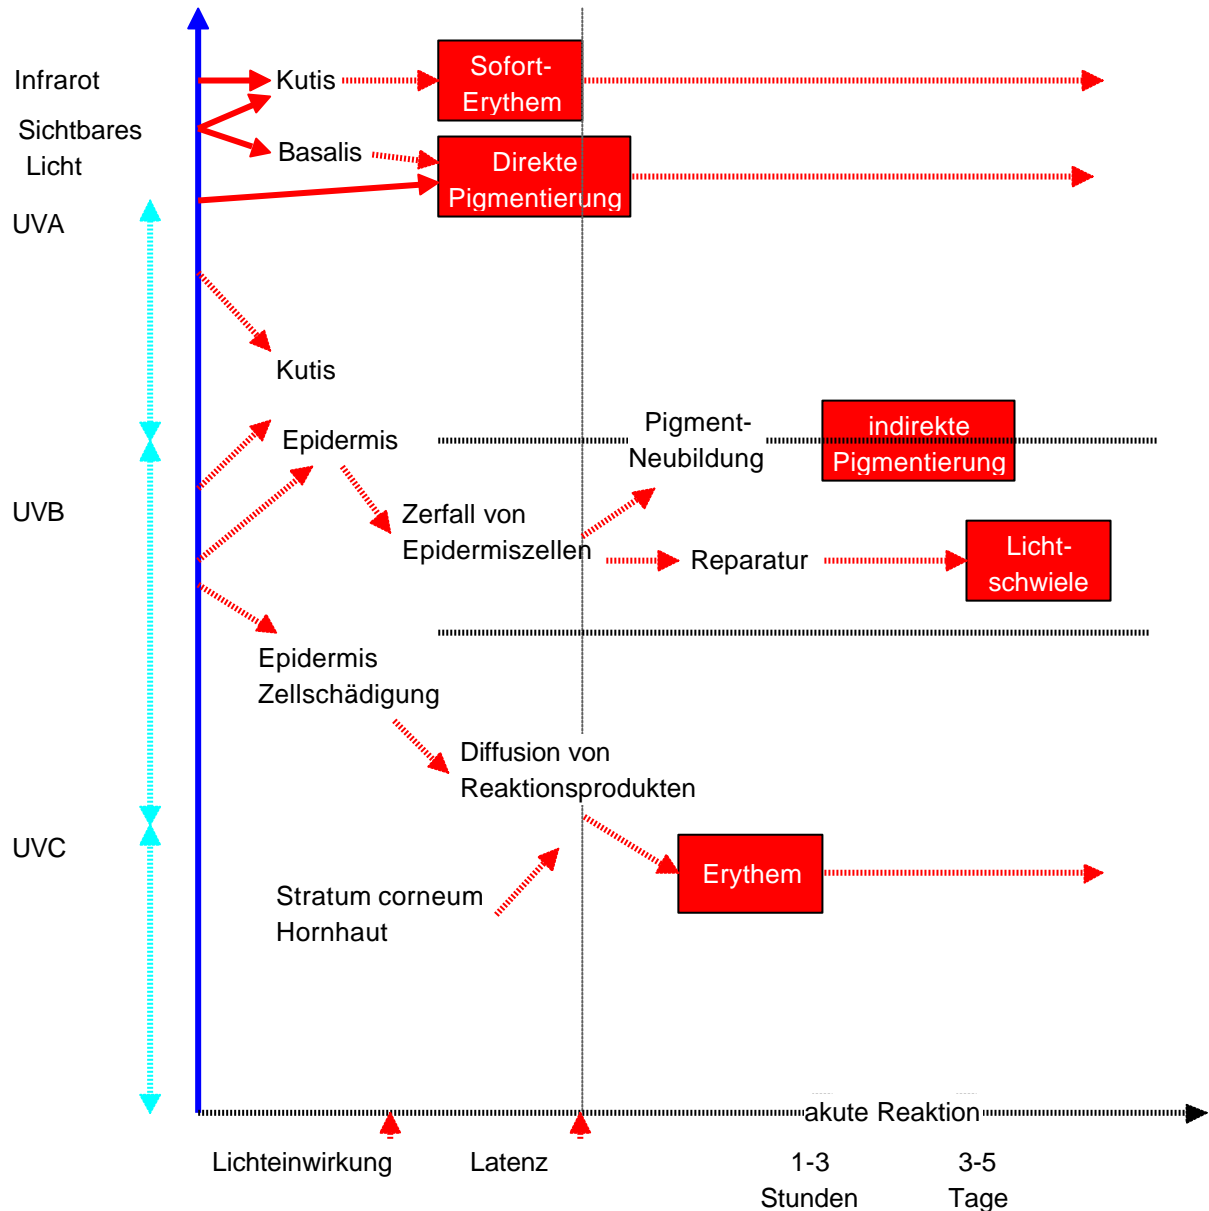 Infrarot
Kutis
Sofort-
Erythem
Sichtbares
Licht
Basalis
Direkte
Pigmentierung
UVA
Kutis
Epidermis
Pigment-
Neubildung
indirekte
Pigmentierung
UVB
Zerfall von
Epidermiszellen
Reparatur
Licht-
schwiele
Epidermis
Zellschädigung
Diffusion von
Reaktionsprodukten
UVC
Erythem
Stratum corneum
Hornhaut
akute Reaktion
Lichteinwirkung
Latenz
1-3
Stunden
3-5
Tage